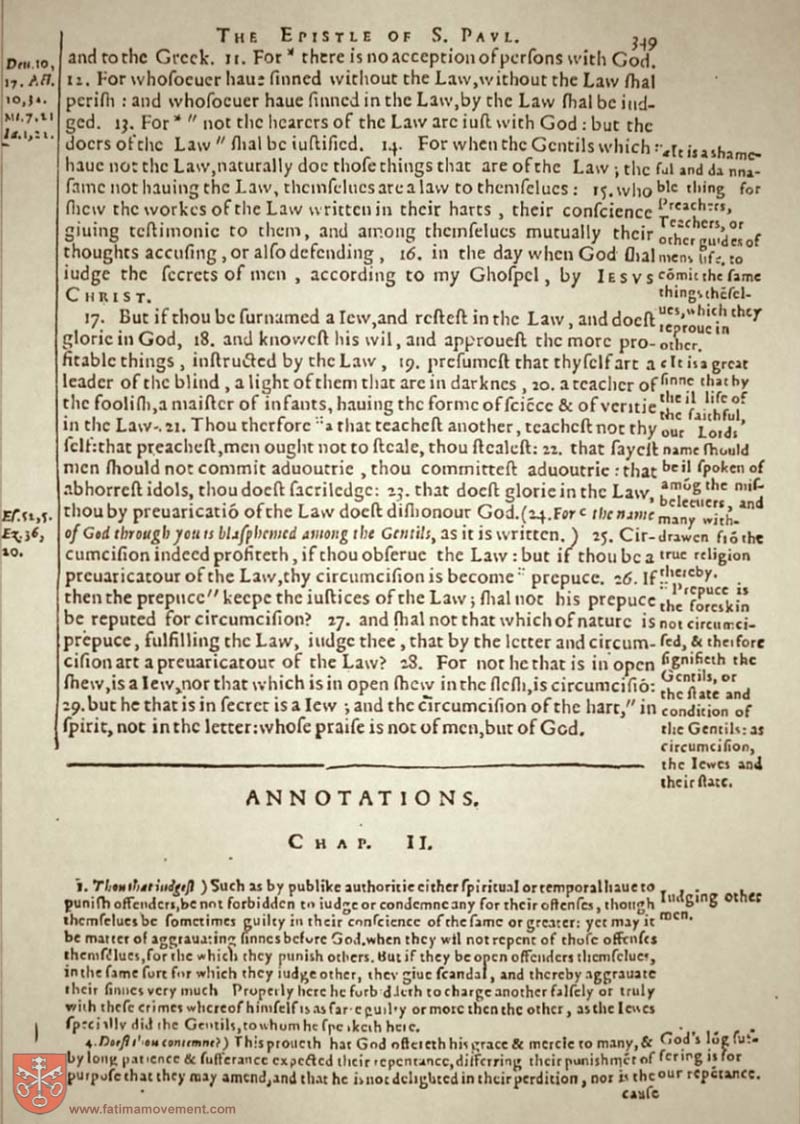 THE EPISTLE OF S. PAVL.
349
and to the Greek. 11. For * there is no acception of perſons with God.
12. For whoſoeuer haue ſinned without the Law, without the Law ſhal
periſh : and whoſoeuer haue ſinned in the Law, by the Law ſhal be iud-
ged. 13. For * " not the hearers of the Law are iuſt with God : but the
doers of the Law " ſhal be iuſtified. 14. For when the Gentils which
haue not the Law, naturally doe thoſe things that are of the Law ; the
ſame not hauing the Law, themſelues are a law to themſelues : 15. who
ſhew the workes of the Law written in their harts , their conſcience
giuing teſtimonie to them, and among themſelues mutually their
thoughts accuſing, or alſo defending , 16. in the day when God ſhal
iudge the ſecrets of men , according to my Ghoſpel, by IESVS
CHRIST.
17. But if thou be ſurnamed a Iew, and reſteſt in the Law, and doeſt
glorie in God, 18. and knoweſt his wil, and approueſt the more pro-
fitable things , inſtructed by the Law , 19. preſumeſt that thyſelf art a
leader of the blind , a light of them that are in darknes , 20. a teacher of
the fooliſh, a maiſter of infants, hauing the forme of ſciēce & of veritie
in the Law. 21. Thou therfore :: a that teacheſt another, teacheſt not thy
ſelf: that preacheſt, men ought not to ſteale, thou ſtealeſt: 22. that ſayeſt
men ſhould not commit aduoutrie , thou committeſt aduoutrie : that
abhorreſt idols, thou doeſt ſacriledge: 23. that doeſt glorie in the Law,
thou by preuaricatiō of the Law doeſt diſhonour God. (24. For c the name
of God through you is blaſphemed among the Gentils, as it is written. ) 25. Cir-
cumciſion indeed profiteth, if thou obſerue the Law : but if thou be a
preuaricatour of the Law, thy circumciſion is become :: prepuce. 26. If
then the prepuce " keepe the iuſtices of the Law ; ſhal not his prepuce
be reputed for circumciſion? 27. and ſhal not that which of nature is
prepuce, fulfilling the Law, iudge thee, that by the letter and circum-
ciſion art a preuaricatour of the Law? 28. For not he that is in open
ſhew, is a Iew, nor that which is in open ſhew in the fleſh, is circumciſiō:
29. but he that is in ſecret is a Iew ; and the circumciſion of the hart, " in
ſpirit, not in the letter: whoſe praiſe is not of men, but of God.
Deu. 10,
17. Act.
10, 34.
Mt. 7. 21
Ia. 1, 22.
Eſ. 52, 5.
Ez. 36,
20.
:: a It is a shame-
ful and damna-
ble thing for
Preachers,
Teachers, or
other guides of
mens life, to
cōmit the ſame
things thēſel-
ues, which they
reproue in
other.
c It is a great
ſinne that by
the il life of
the faithful,
our Lords'
name ſhould
be il ſpoken of
amōg the miſ-
beleeuers, and
many with-
drawen frō the
true religion
thereby.
:: Prepuce is
the foreskin
not circumci-
ſed, & therfore
ſignifieth the
Gentils, or
the ſtate and
condition of
the Gentils: as
circumciſion,
the Iewes and
their ſtate.
ANNOTATIONS.
CHAP. II.
1. Thou that iudgeſt ) Such as by publike authoritie either ſpiritual or temporal haue to
puniſh offenders, be not forbidden to iudge or condemne any for their offenſes, though
themſelues be ſometimes guilty in their conſcience of the ſame or greater: yet may it
be matter of aggrauating ſinnes before God, when they wil not repent of thoſe offenſes
themſelues, for the which they puniſh others. But if they be open offenders themſelues,
in the ſame ſort for which they iudge other, they giue ſcandal , and thereby aggrauate
their ſinnes very much Properly here he forbiddeth to charge another falſely or truly
with theſe crimes whereof himſelf is as far guilty or more then the other , as the Iewes
ſpecially did the Gentils, to whom he ſpeaketh here.
4. Doeſt thou contemne?) This proueth that God offereth his grace & mercie to many, &
by long patience & ſufferance expected their repentance, differring their puniſhmēt of
purpoſe that they may amend, and that he is not delighted in their perdition , nor is the
cauſe
Iudging other
men.
God's lōg ſuf-
fering is for
our repētance.
www.fatimamovement.com